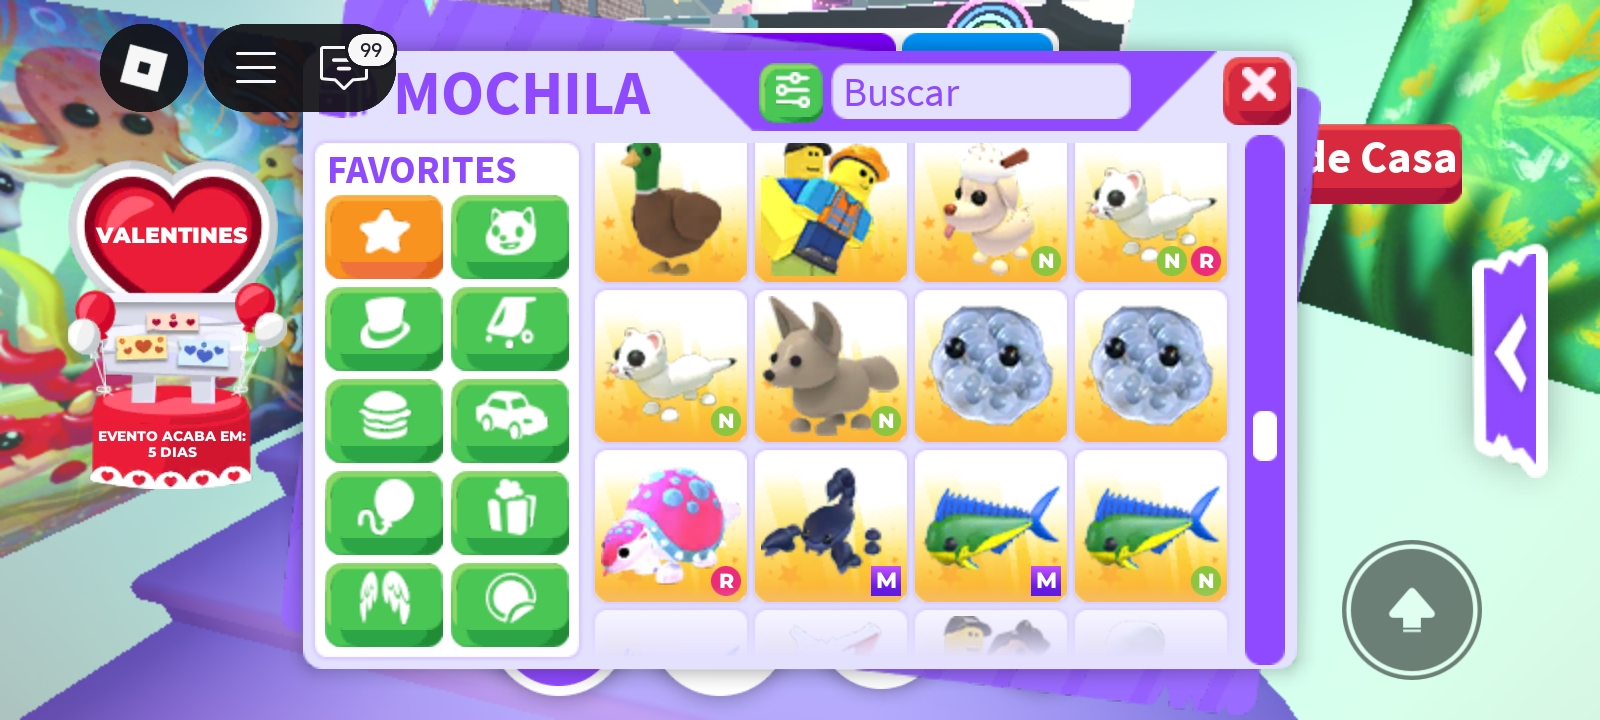 99
MOCHILA
Buscar
FAVORITES
de Casa
VALENTINES
EVENTO ACABA EM:
5 DIAS
N
N R
N
N
R
M
M
N